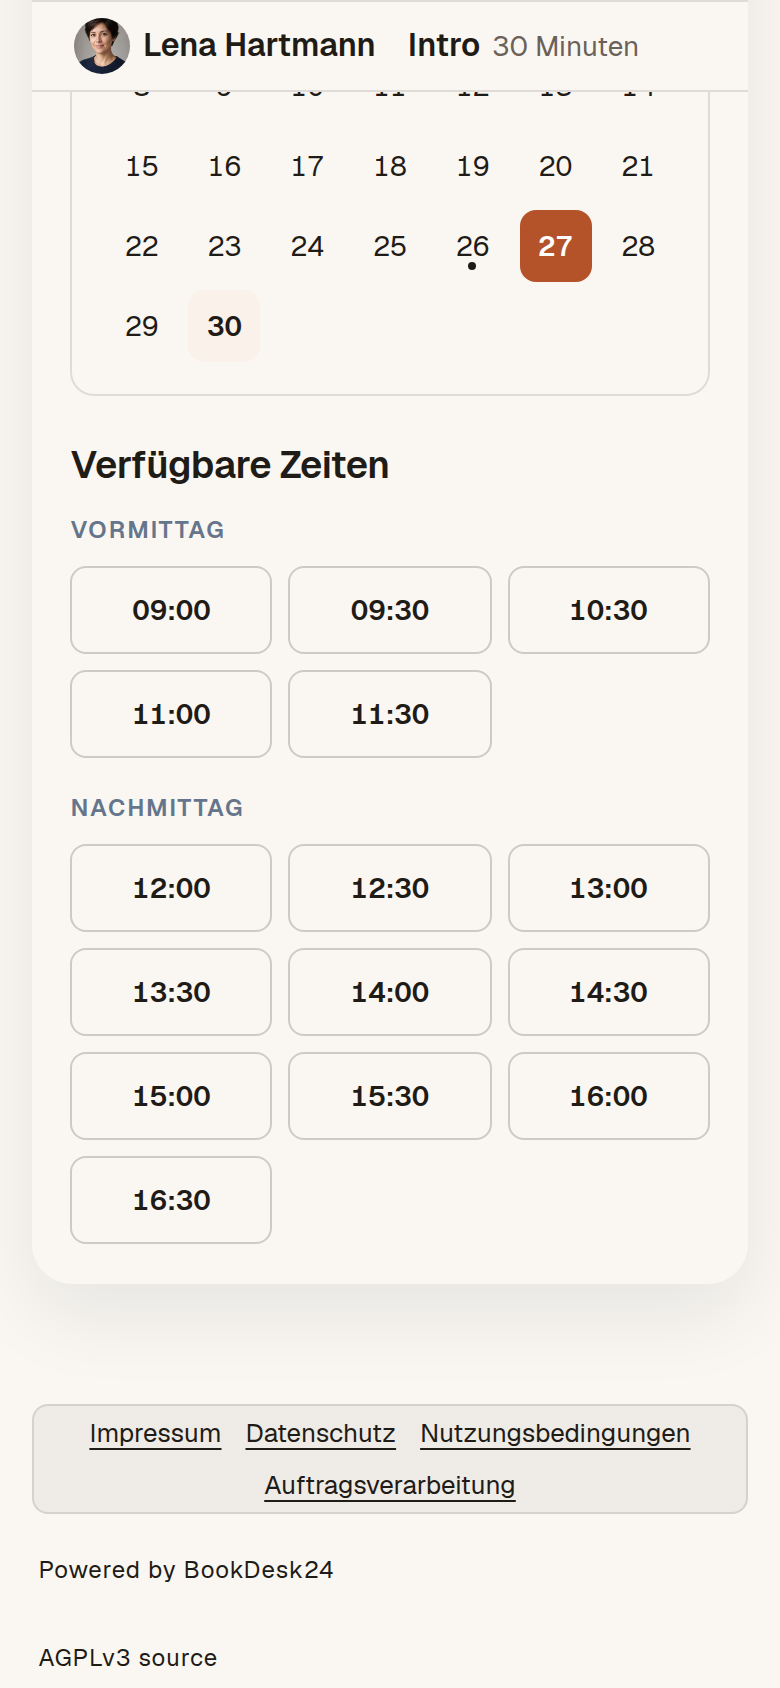 Lena Hartmann Intro 30 Minuten
15 16 17 18 19 20 21
22 23 24 25 26 27 28
29 30
Verfügbare Zeiten
VORMITTAG
09:00 09:30 10:30
11:00 11:30
NACHMITTAG
12:00 12:30 13:00
13:30 14:00 14:30
15:00 15:30 16:00
16:30
Impressum Datenschutz Nutzungsbedingungen
Auftragsverarbeitung
Powered by BookDesk24
AGPLv3 source